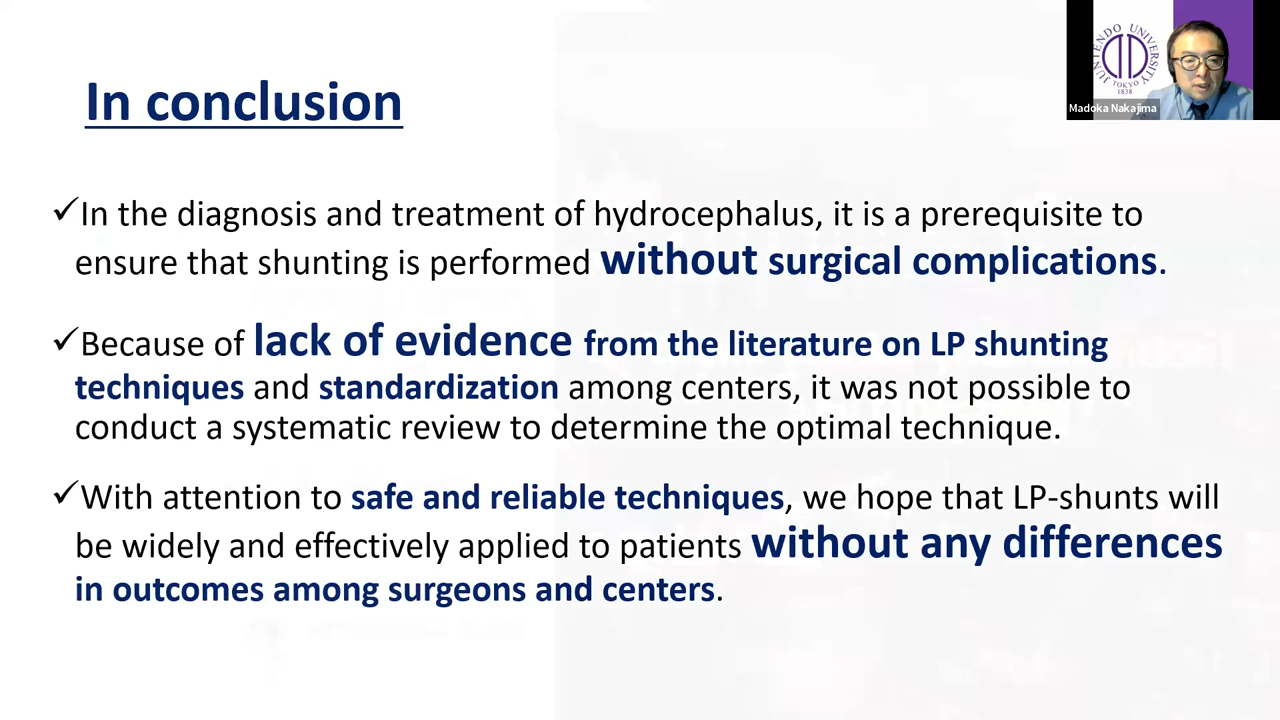 JUNTENDO UNIVERSITY
TOKYO
1838
Madoka Nakajima
In conclusion
✓In the diagnosis and treatment of hydrocephalus, it is a prerequisite to
ensure that shunting is performed without surgical complications.
✓Because of lack of evidence from the literature on LP shunting
techniques and standardization among centers, it was not possible to
conduct a systematic review to determine the optimal technique.
✓With attention to safe and reliable techniques, we hope that LP-shunts will
be widely and effectively applied to patients without any differences
in outcomes among surgeons and centers.